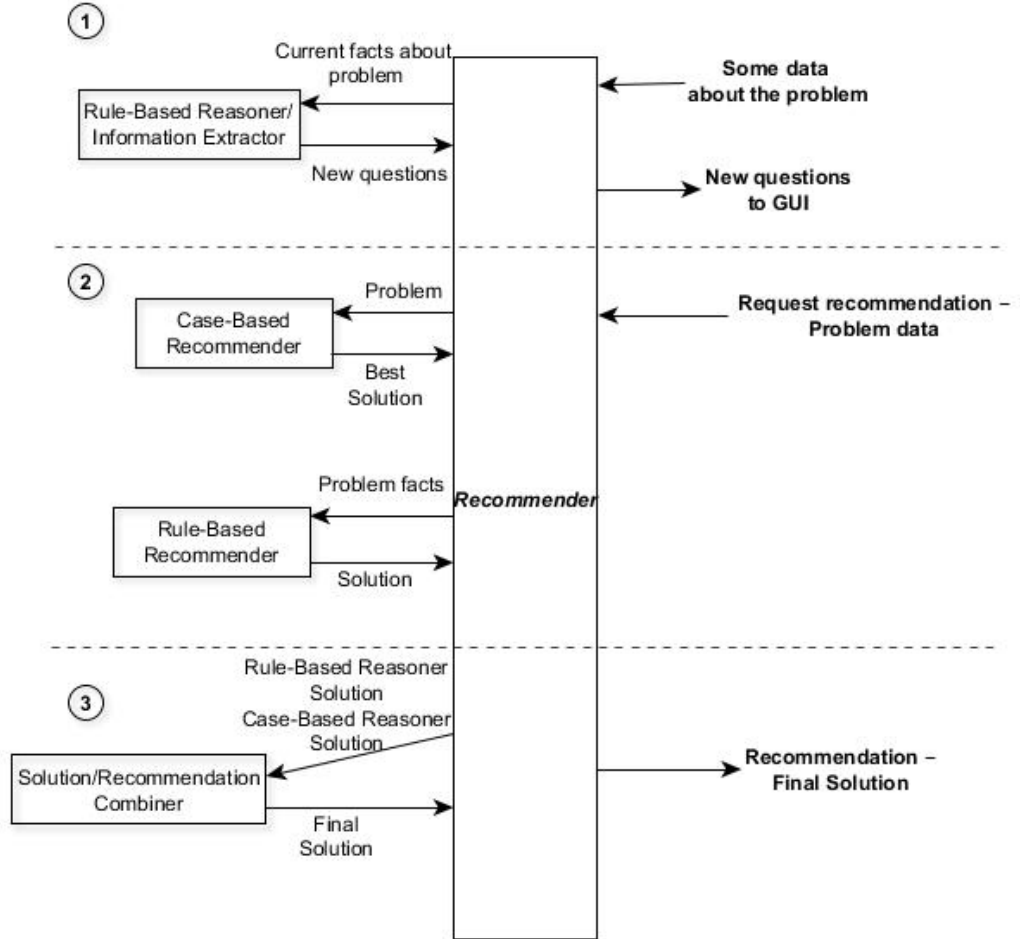 1
Current facts about
problem
Some data
about the problem
Rule-Based Reasoner/
Information Extractor
New questions
New questions
to GUI
2
Problem
Request recommendation –
Problem data
Case-Based
Recommender
Best
Solution
Problem facts
Recommender
Rule-Based
Recommender
Solution
3
Rule-Based Reasoner
Solution
Case-Based Reasoner
Solution
Solution/Recommendation
Combiner
Recommendation –
Final Solution
Final
Solution